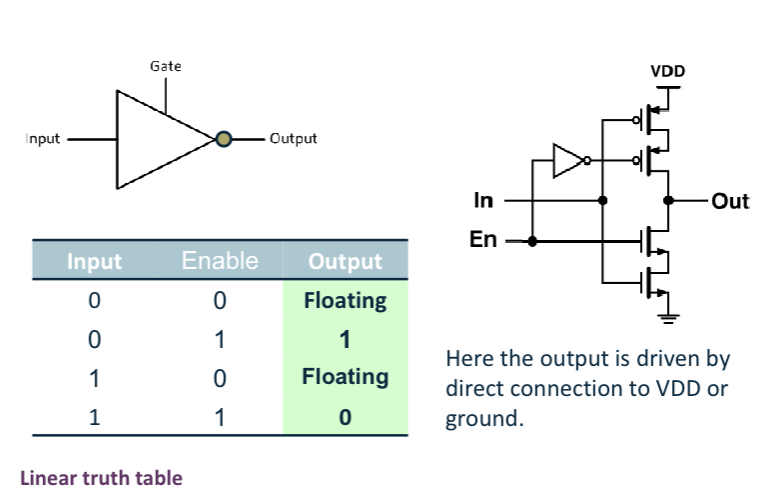 Gate
Input
Output
Input Enable Output
0 0 Floating
0 1 1
1 0 Floating
1 1 0
Linear truth table
VDD
In
Out
En
Here the output is driven by
direct connection to VDD or
ground.